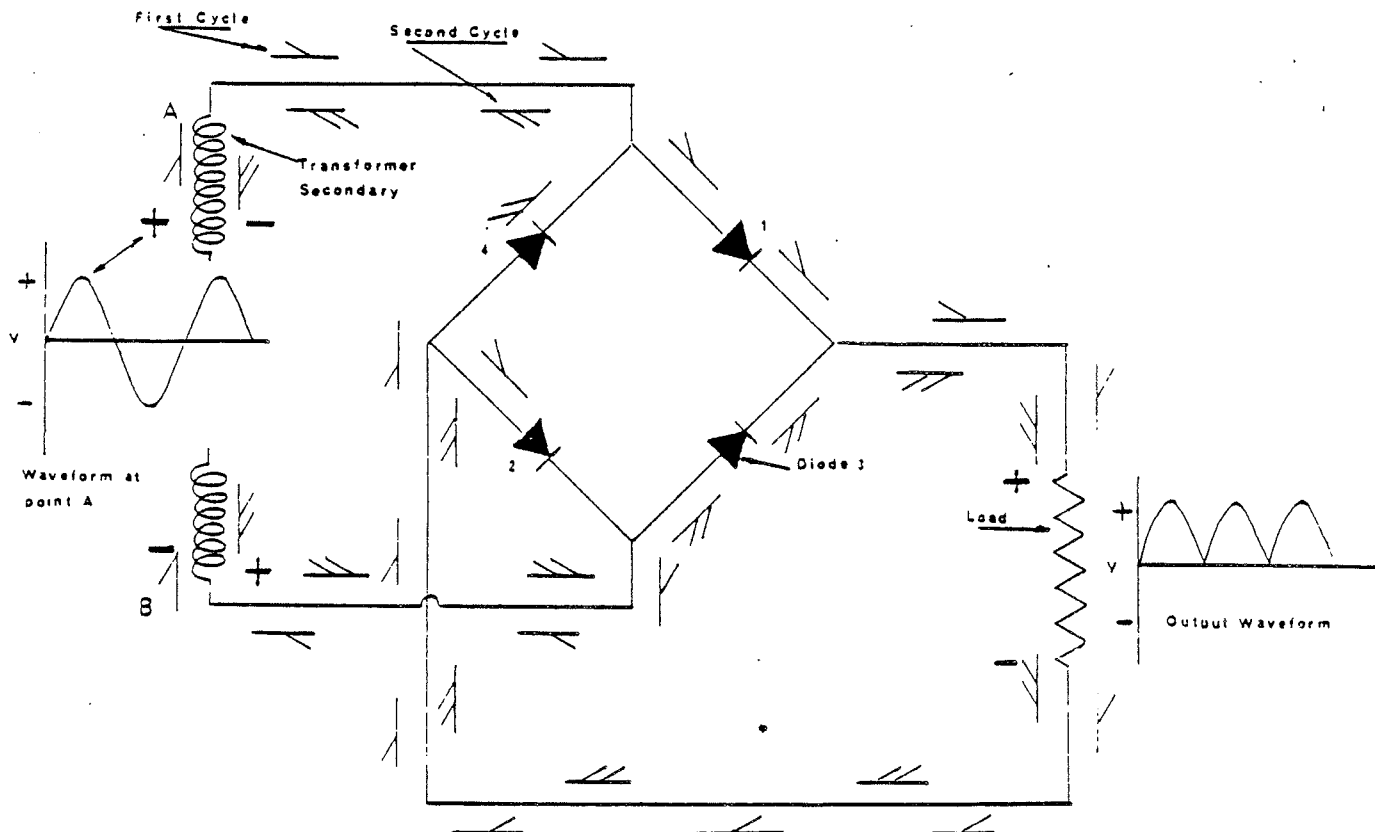 First Cycle
Second Cycle
A
Transformer
Secondary
+
-
1
4
+
V
-
Waveform at
point A
2
Diode 3
+
Load
+
V
-
-
Output Waveform
-
+
B